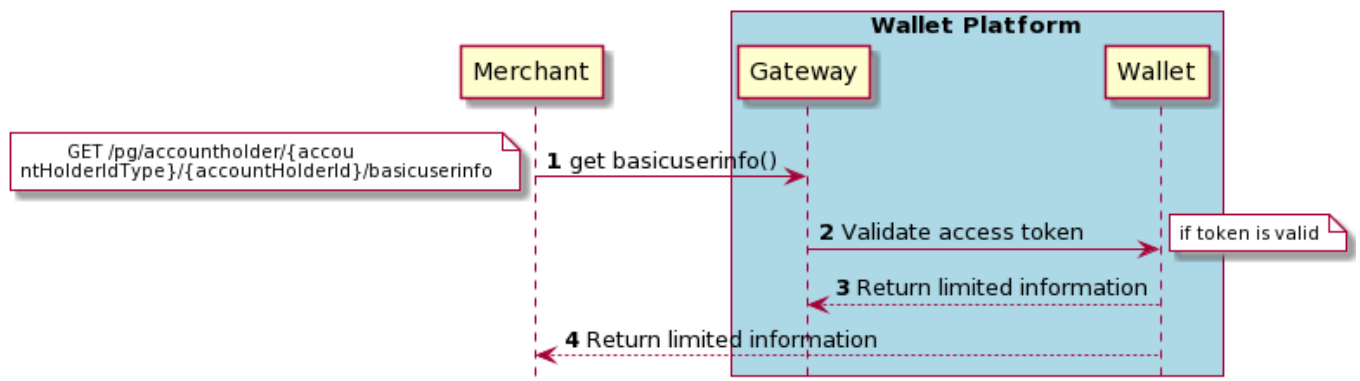 Wallet Platform
Merchant
Gateway
Wallet
GET /pg/accountholder/{accou
ntHolderIdType}/{accountHolderId}/basicuserinfo
1 get basicuserinfo()
2 Validate access token
if token is valid
3 Return limited information
4 Return limited information